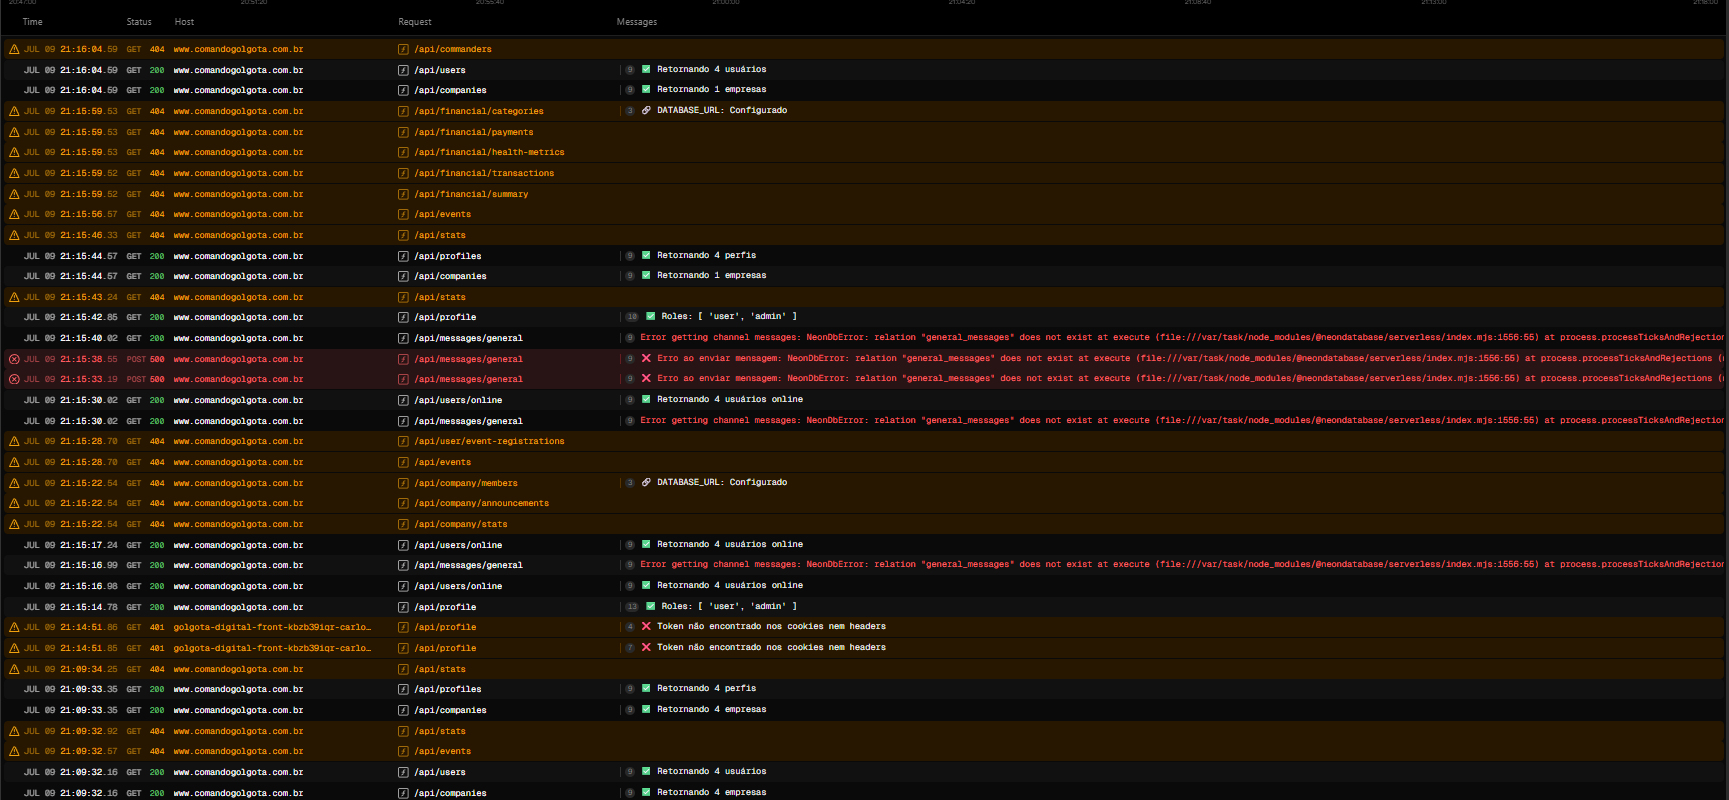 20:47:00 20:51:20 20:55:40 21:00:00 21:04:20 21:08:40 21:13:00 21:18:00
Time Status Host Request Messages
JUL 09 21:16:04.59 GET 404 www.comandogolgota.com.br /api/commanders
JUL 09 21:16:04.59 GET 200 www.comandogolgota.com.br /api/users 9 ✅ Retornando 4 usuários
JUL 09 21:16:04.59 GET 200 www.comandogolgota.com.br /api/companies 9 ✅ Retornando 1 empresas
JUL 09 21:15:59.53 GET 404 www.comandogolgota.com.br /api/financial/categories 3 🔗 DATABASE_URL: Configurado
JUL 09 21:15:59.53 GET 404 www.comandogolgota.com.br /api/financial/payments
JUL 09 21:15:59.53 GET 404 www.comandogolgota.com.br /api/financial/health-metrics
JUL 09 21:15:59.52 GET 404 www.comandogolgota.com.br /api/financial/transactions
JUL 09 21:15:59.52 GET 404 www.comandogolgota.com.br /api/financial/summary
JUL 09 21:15:56.57 GET 404 www.comandogolgota.com.br /api/events
JUL 09 21:15:46.33 GET 404 www.comandogolgota.com.br /api/stats
JUL 09 21:15:44.57 GET 200 www.comandogolgota.com.br /api/profiles 9 ✅ Retornando 4 perfis
JUL 09 21:15:44.57 GET 200 www.comandogolgota.com.br /api/companies 9 ✅ Retornando 1 empresas
JUL 09 21:15:43.24 GET 404 www.comandogolgota.com.br /api/stats
JUL 09 21:15:42.85 GET 200 www.comandogolgota.com.br /api/profile 10 ✅ Roles: [ 'user', 'admin' ]
JUL 09 21:15:40.02 GET 200 www.comandogolgota.com.br /api/messages/general 9 Error getting channel messages: NeonDbError: relation "general_messages" does not exist at execute (file:///var/task/node_modules/@neondatabase/serverless/index.mjs:1556:55) at process.processTicksAndRejection
JUL 09 21:15:38.55 POST 500 www.comandogolgota.com.br /api/messages/general 9 ❌ Erro ao enviar mensagem: NeonDbError: relation "general_messages" does not exist at execute (file:///var/task/node_modules/@neondatabase/serverless/index.mjs:1556:55) at process.processTicksAndRejections (
JUL 09 21:15:33.19 POST 500 www.comandogolgota.com.br /api/messages/general 9 ❌ Erro ao enviar mensagem: NeonDbError: relation "general_messages" does not exist at execute (file:///var/task/node_modules/@neondatabase/serverless/index.mjs:1556:55) at process.processTicksAndRejections (
JUL 09 21:15:30.02 GET 200 www.comandogolgota.com.br /api/users/online 9 ✅ Retornando 4 usuários online
JUL 09 21:15:30.02 GET 200 www.comandogolgota.com.br /api/messages/general 9 Error getting channel messages: NeonDbError: relation "general_messages" does not exist at execute (file:///var/task/node_modules/@neondatabase/serverless/index.mjs:1556:55) at process.processTicksAndRejection
JUL 09 21:15:28.70 GET 404 www.comandogolgota.com.br /api/user/event-registrations
JUL 09 21:15:28.70 GET 404 www.comandogolgota.com.br /api/events
JUL 09 21:15:22.54 GET 404 www.comandogolgota.com.br /api/company/members 3 🔗 DATABASE_URL: Configurado
JUL 09 21:15:22.54 GET 404 www.comandogolgota.com.br /api/company/announcements
JUL 09 21:15:22.54 GET 404 www.comandogolgota.com.br /api/company/stats
JUL 09 21:15:17.24 GET 200 www.comandogolgota.com.br /api/users/online 9 ✅ Retornando 4 usuários online
JUL 09 21:15:16.99 GET 200 www.comandogolgota.com.br /api/messages/general 9 Error getting channel messages: NeonDbError: relation "general_messages" does not exist at execute (file:///var/task/node_modules/@neondatabase/serverless/index.mjs:1556:55) at process.processTicksAndRejection
JUL 09 21:15:16.98 GET 200 www.comandogolgota.com.br /api/users/online 9 ✅ Retornando 4 usuários online
JUL 09 21:15:14.78 GET 200 www.comandogolgota.com.br /api/profile 13 ✅ Roles: [ 'user', 'admin' ]
JUL 09 21:14:51.86 GET 401 golgota-digital-front-kbzb39iqr-carlo… /api/profile 4 ❌ Token não encontrado nos cookies nem headers
JUL 09 21:14:51.85 GET 401 golgota-digital-front-kbzb39iqr-carlo… /api/profile 7 ❌ Token não encontrado nos cookies nem headers
JUL 09 21:09:34.25 GET 404 www.comandogolgota.com.br /api/stats
JUL 09 21:09:33.35 GET 200 www.comandogolgota.com.br /api/profiles 9 ✅ Retornando 4 perfis
JUL 09 21:09:33.35 GET 200 www.comandogolgota.com.br /api/companies 9 ✅ Retornando 4 empresas
JUL 09 21:09:32.92 GET 404 www.comandogolgota.com.br /api/stats
JUL 09 21:09:32.57 GET 404 www.comandogolgota.com.br /api/events
JUL 09 21:09:32.16 GET 200 www.comandogolgota.com.br /api/users 9 ✅ Retornando 4 usuários
JUL 09 21:09:32.16 GET 200 www.comandogolgota.com.br /api/companies 9 ✅ Retornando 4 empresas